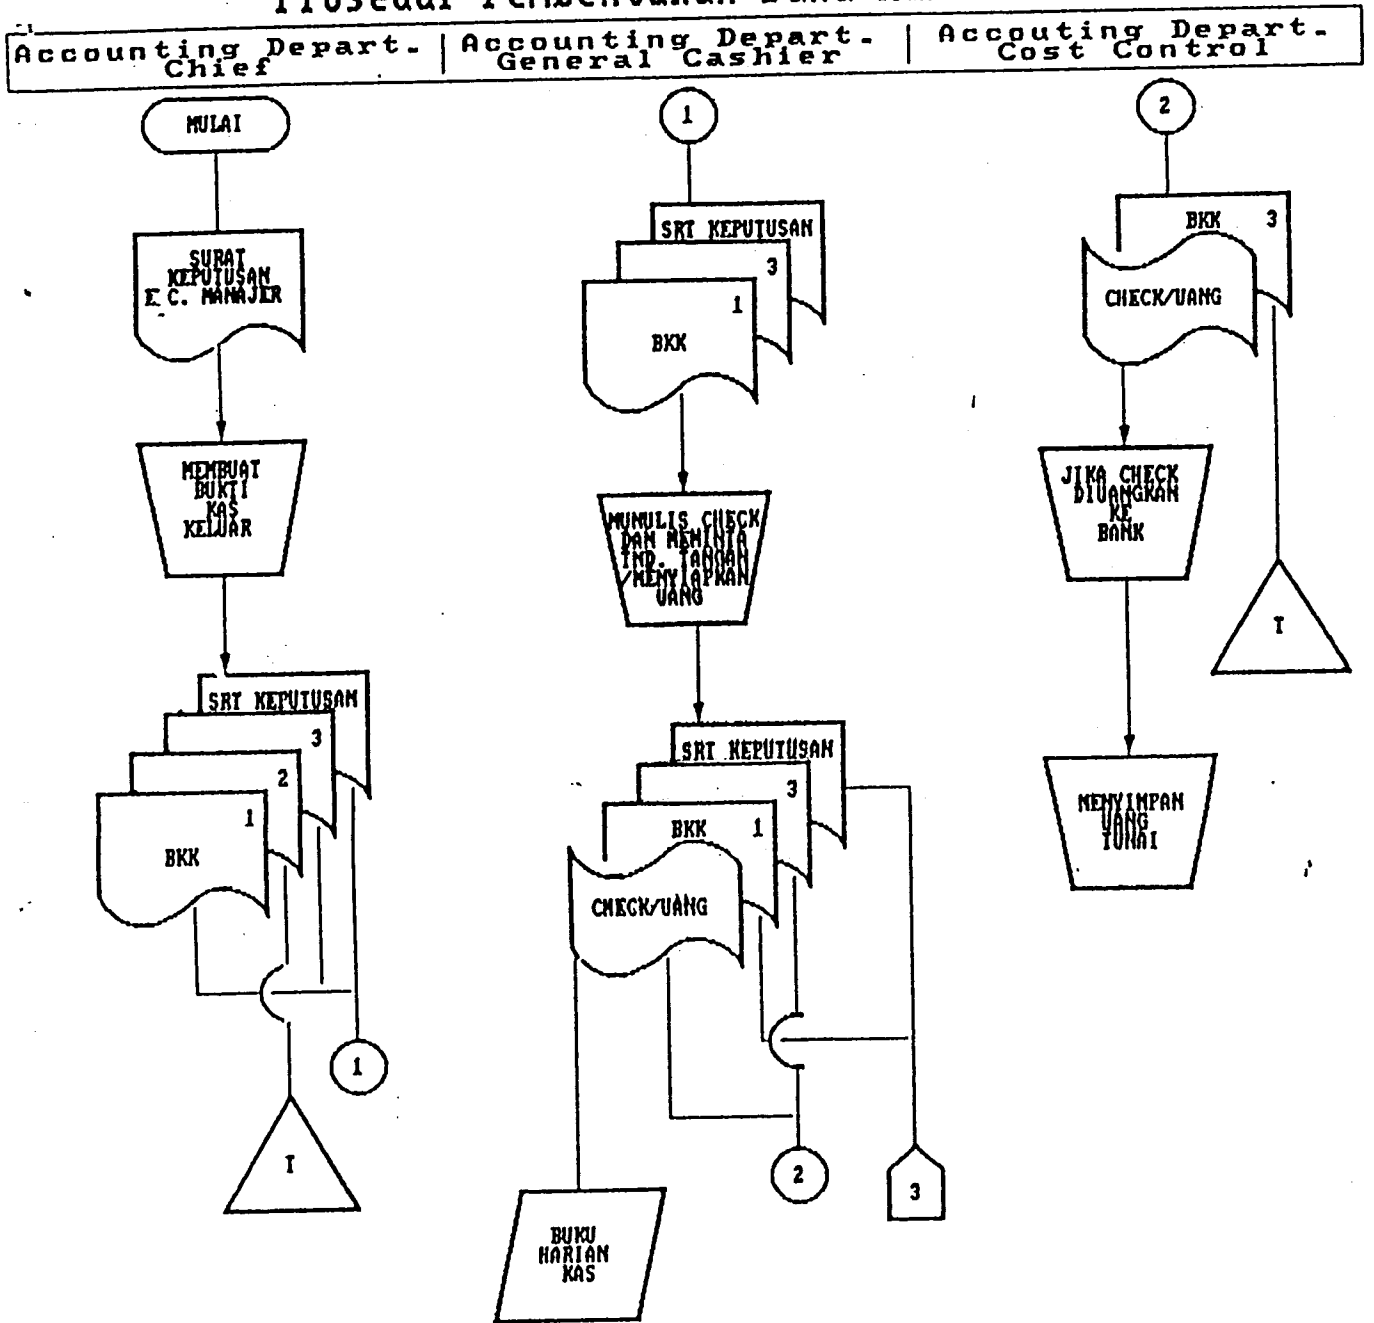 Prosedur Pembentukan Dana
Accounting Depart.
Chief
Accounting Depart.
General Cashier
Accouting Depart.
Cost Control
MULAI
SURAT
KEPUTUSAN
E.C. MANAJER
MEMBUAT
BUKTI
KAS
KELUAR
SRT KEPUTUSAN
3
2
1
BKK
1
T
1
SRT KEPUTUSAN
3
1
BKK
MUNULIS CHECK
DAN MEMINTA
TND. TANGAN
/MENYIAPKAN
UANG
SRT KEPUTUSAN
3
BKK 1
CHECK/UANG
2
3
BUKU
HARIAN
KAS
2
BKK 3
CHECK/UANG
JIKA CHECK
DIUANGKAN
KE
BANK
T
MENYIMPAN
UANG
TUNAI